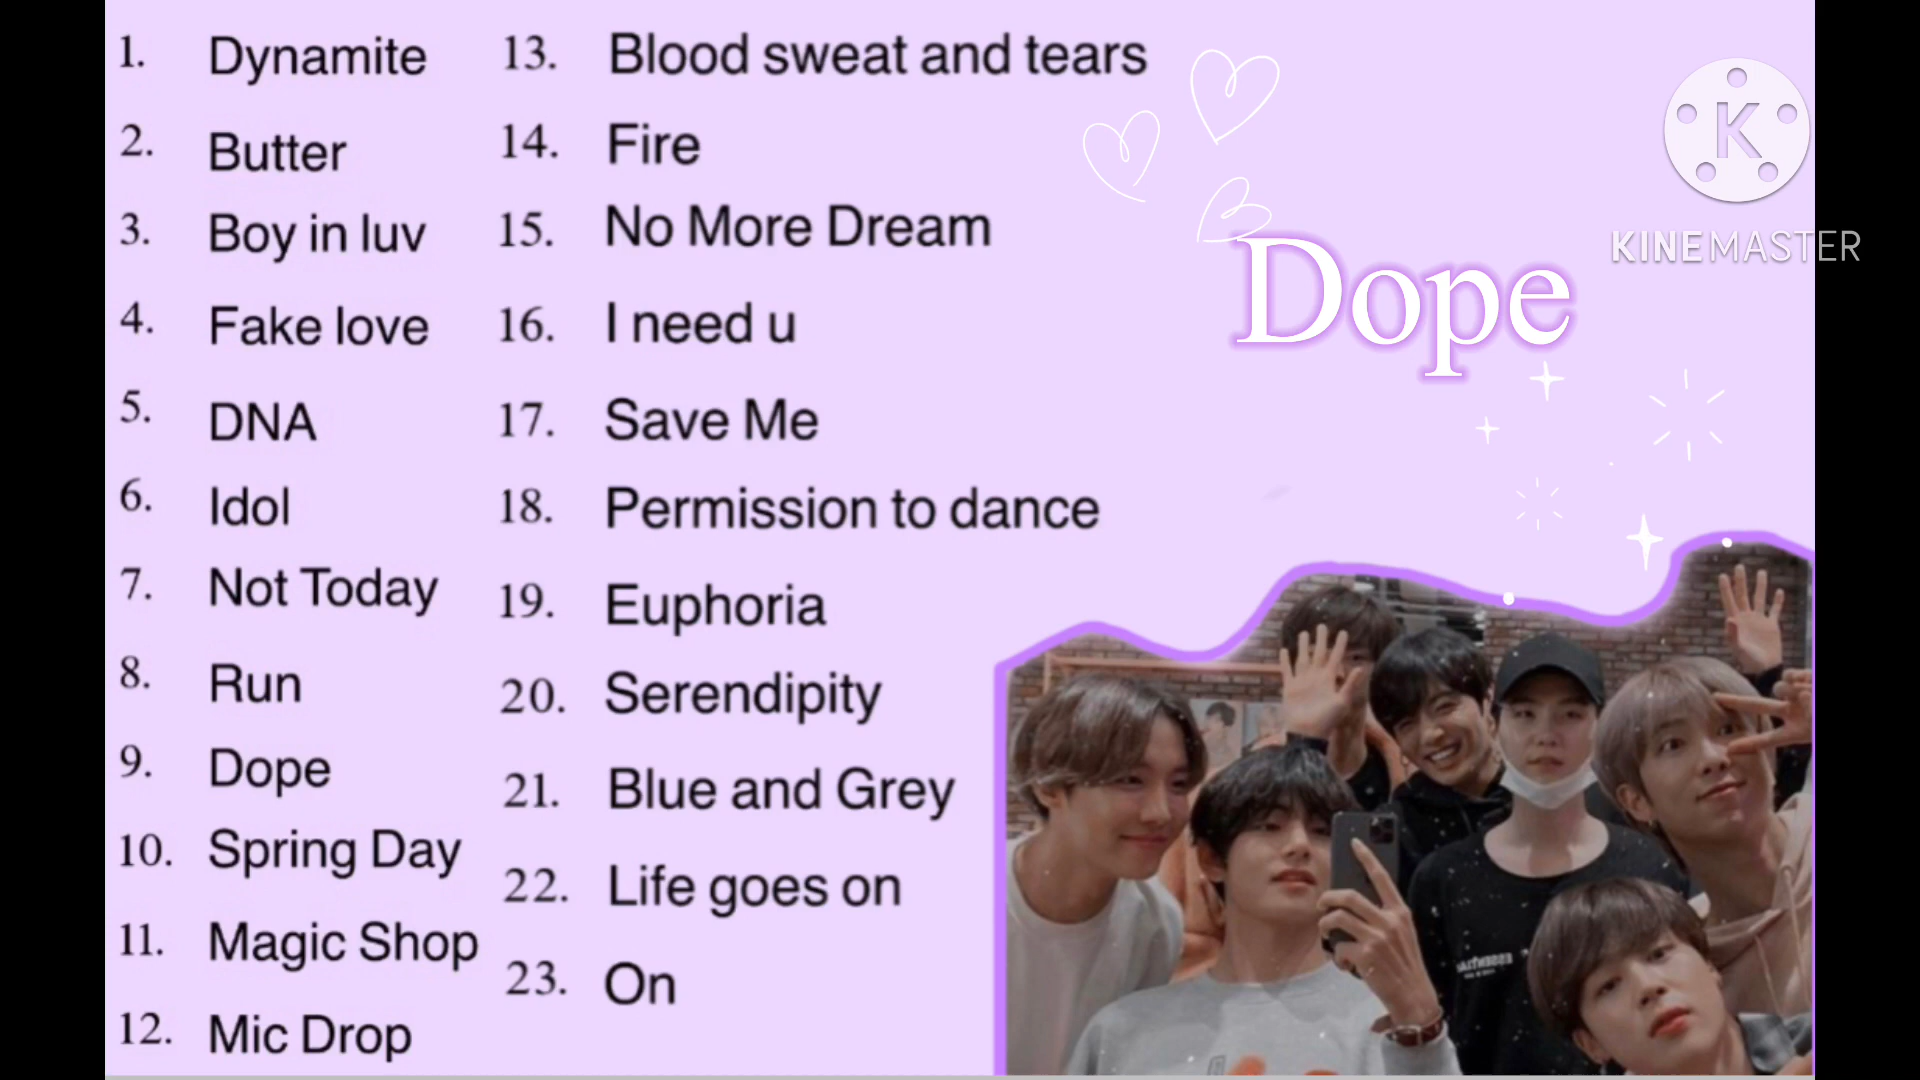 1. Dynamite
2. Butter
3. Boy in luv
4. Fake love
5. DNA
6. Idol
7. Not Today
8. Run
9. Dope
10. Spring Day
11. Magic Shop
12. Mic Drop
13. Blood sweat and tears
14. Fire
15. No More Dream
16. I need u
17. Save Me
18. Permission to dance
19. Euphoria
20. Serendipity
21. Blue and Grey
22. Life goes on
23. On
Dope
K
KINEMASTER